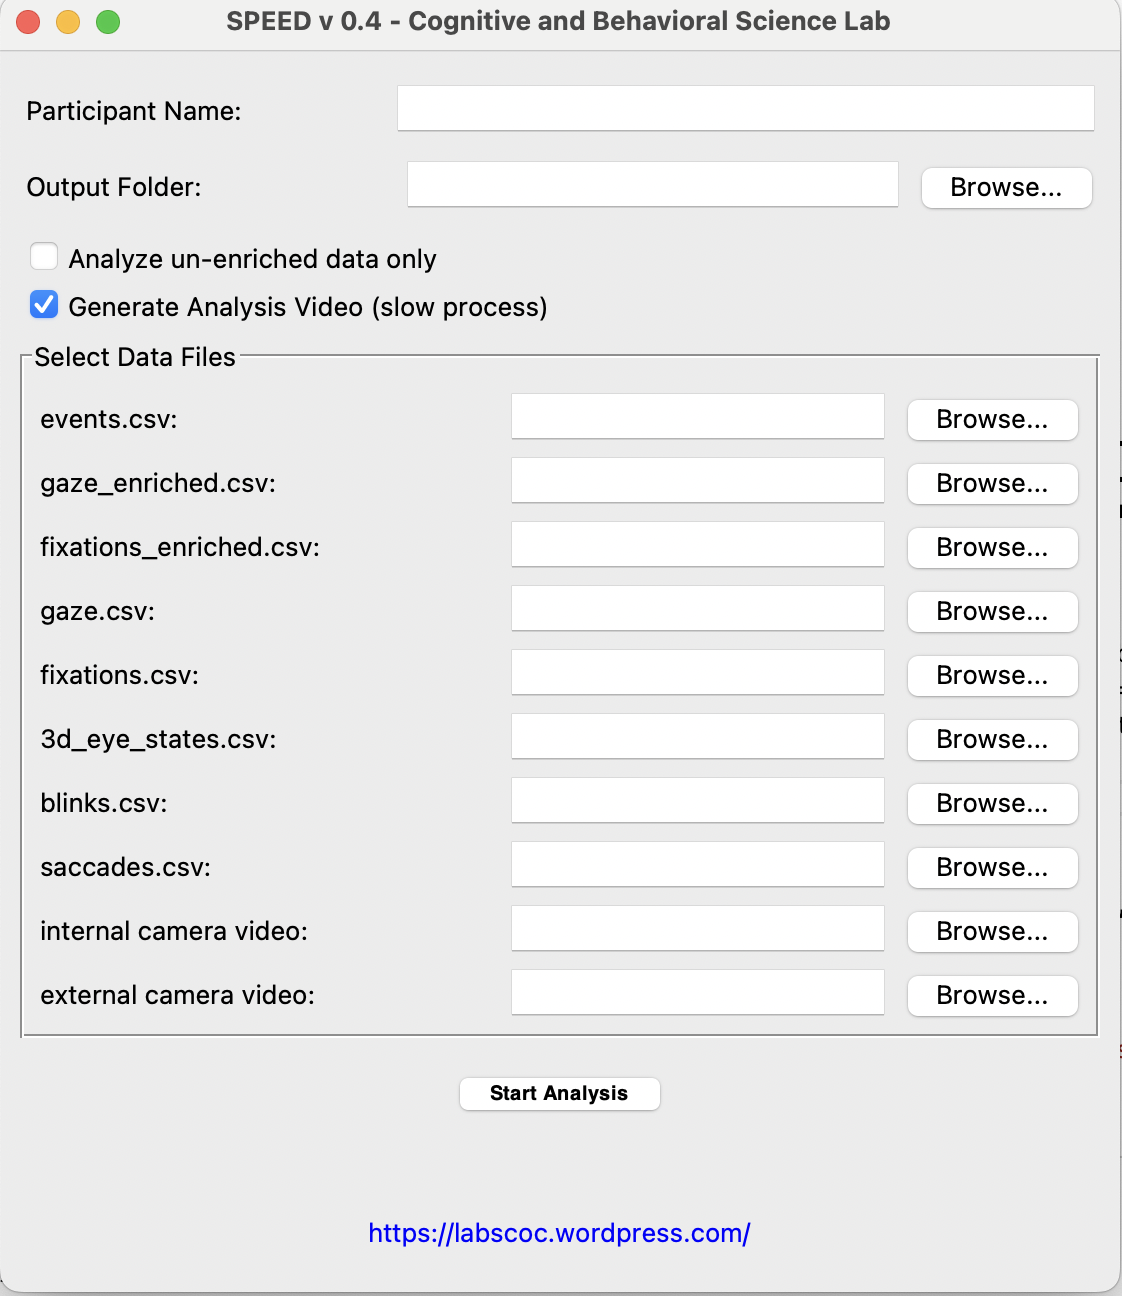 SPEED v 0.4 - Cognitive and Behavioral Science Lab
Participant Name:
Output Folder: Browse...
Analyze un-enriched data only
Generate Analysis Video (slow process)
Select Data Files
events.csv: Browse...
gaze_enriched.csv: Browse...
fixations_enriched.csv: Browse...
gaze.csv: Browse...
fixations.csv: Browse...
3d_eye_states.csv: Browse...
blinks.csv: Browse...
saccades.csv: Browse...
internal camera video: Browse...
external camera video: Browse...
Start Analysis
https://labscoc.wordpress.com/